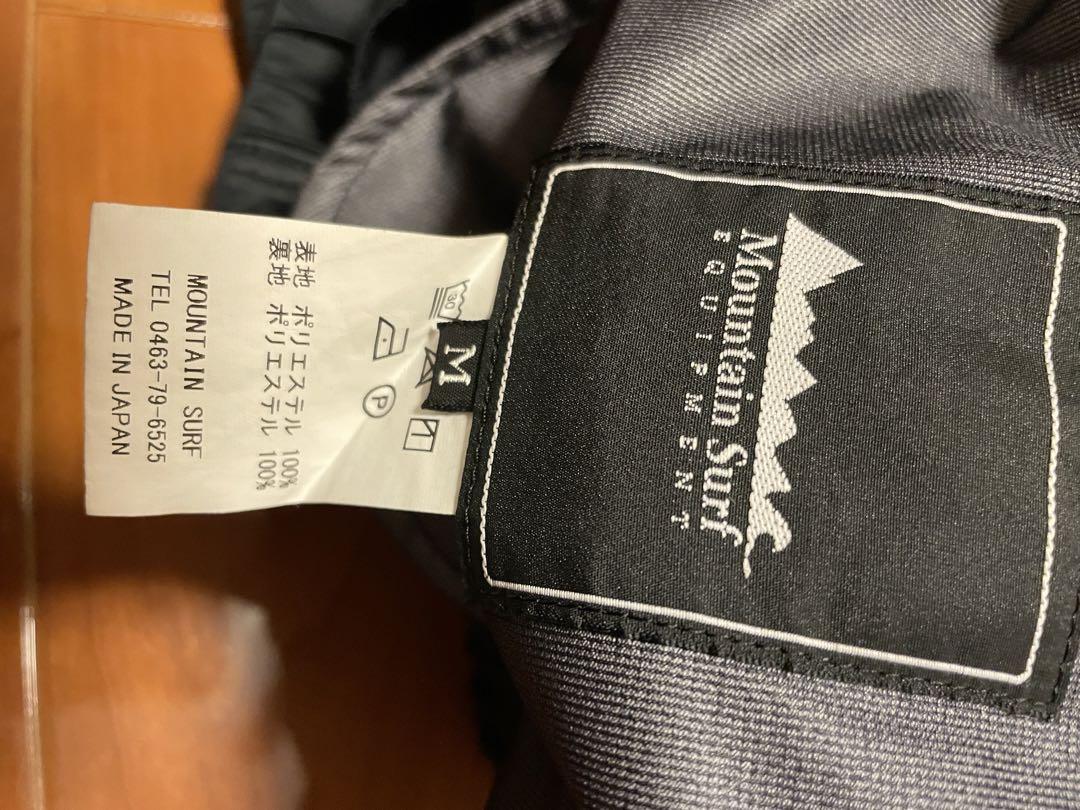 Mountain Surf
EQUIPMENT
M
30
P
表地 ポリエステル 100%
裏地 ポリエステル 100%
MOUNTAIN SURF
TEL 0463-79-6525
MADE IN JAPAN